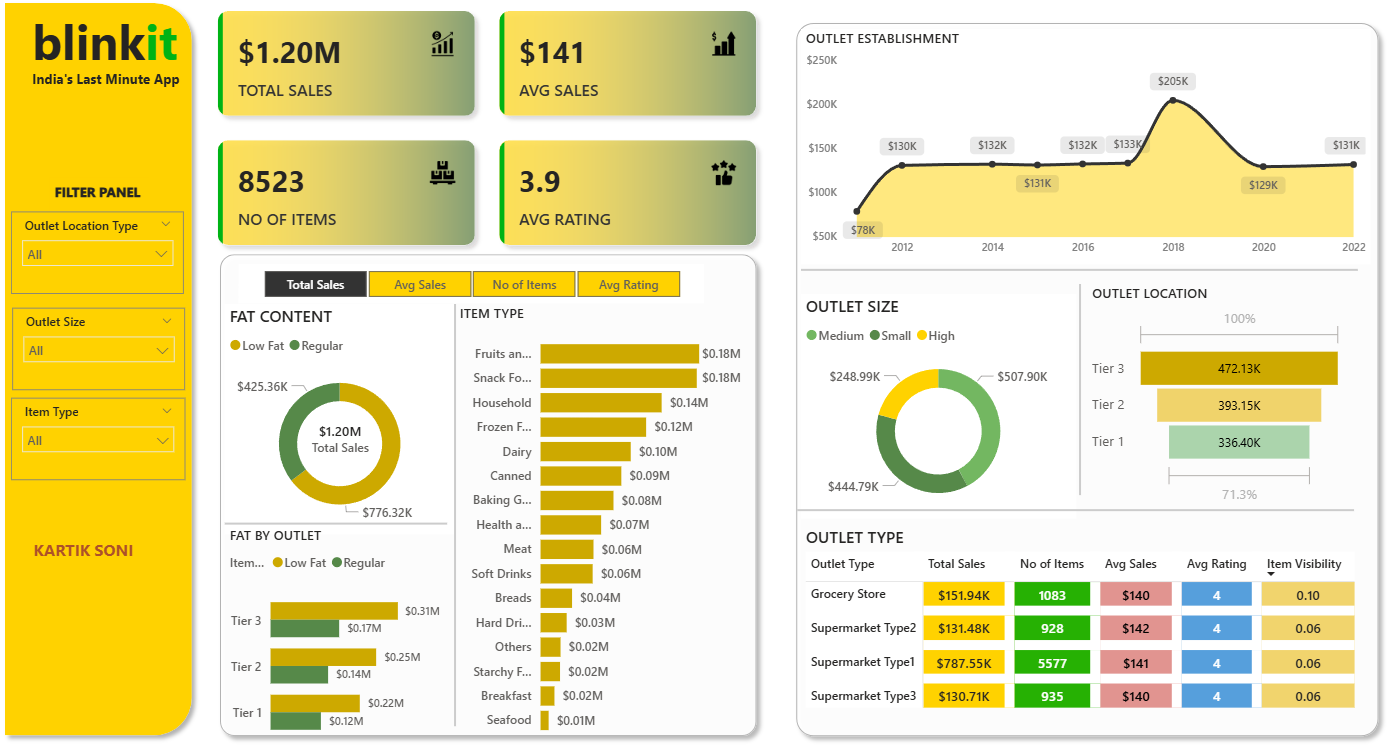 blinkit
India's Last Minute App
FILTER PANEL
Outlet Location Type
All
Outlet Size
All
Item Type
All
KARTIK SONI
$1.20M
TOTAL SALES
$141
AVG SALES
8523
NO OF ITEMS
3.9
AVG RATING
Total Sales Avg Sales No of Items Avg Rating
FAT CONTENT
Low Fat Regular
$425.36K
$1.20M
Total Sales
$776.32K
FAT BY OUTLET
Item... Low Fat Regular
Tier 3 $0.31M
$0.17M
Tier 2 $0.25M
$0.14M
Tier 1 $0.22M
$0.12M
ITEM TYPE
Fruits an... $0.18M
Snack Fo... $0.18M
Household $0.14M
Frozen F... $0.12M
Dairy $0.10M
Canned $0.09M
Baking G... $0.08M
Health a... $0.07M
Meat $0.06M
Soft Drinks $0.06M
Breads $0.04M
Hard Dri... $0.03M
Others $0.02M
Starchy F... $0.02M
Breakfast $0.02M
Seafood $0.01M
OUTLET ESTABLISHMENT
$250K
$200K
$150K
$100K
$50K
$78K $130K $132K $131K $132K $133K $205K $129K $131K
2012 2014 2016 2018 2020 2022
OUTLET SIZE
Medium Small High
$248.99K $507.90K
$444.79K
OUTLET LOCATION
100%
Tier 3 472.13K
Tier 2 393.15K
Tier 1 336.40K
71.3%
OUTLET TYPE
Outlet Type Total Sales No of Items Avg Sales Avg Rating Item Visibility
Grocery Store $151.94K 1083 $140 4 0.10
Supermarket Type2 $131.48K 928 $142 4 0.06
Supermarket Type1 $787.55K 5577 $141 4 0.06
Supermarket Type3 $130.71K 935 $140 4 0.06